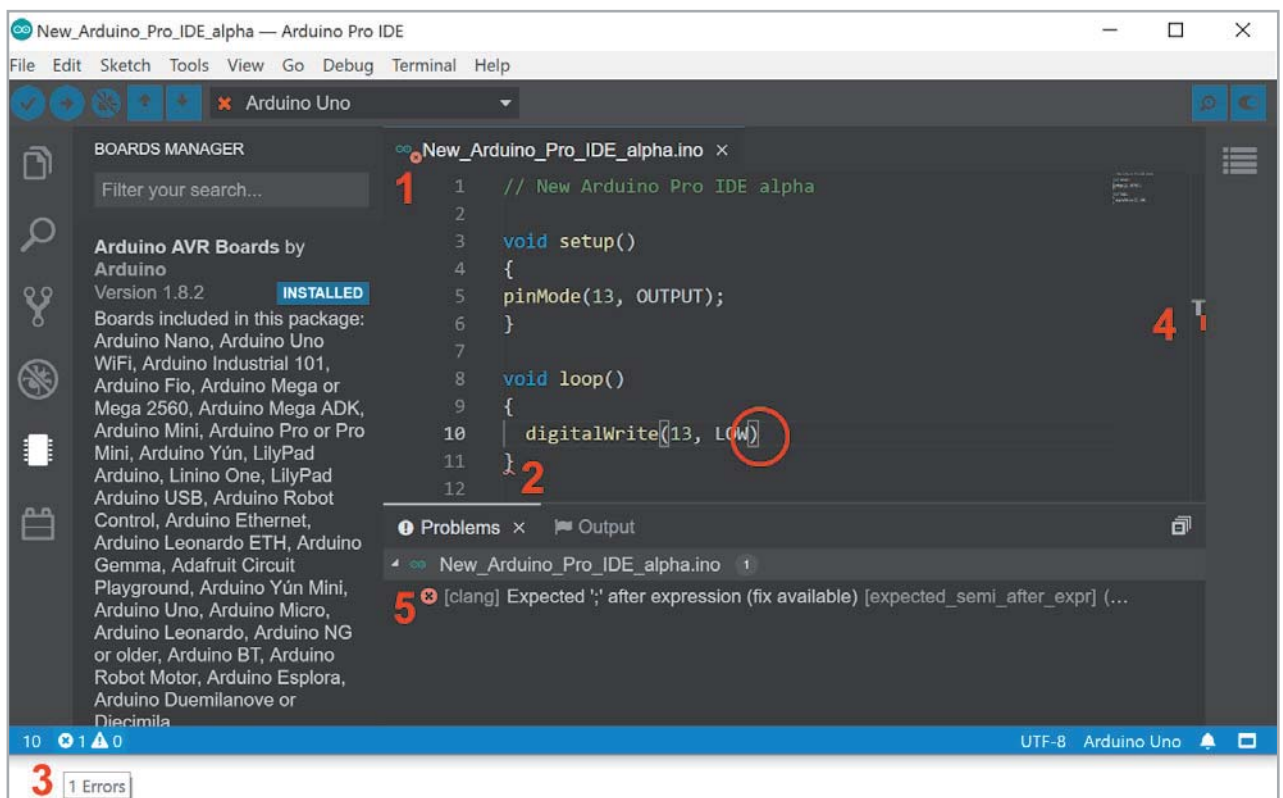 New_Arduino_Pro_IDE_alpha — Arduino Pro IDE
File Edit Sketch Tools View Go Debug Terminal Help
Arduino Uno
BOARDS MANAGER
Filter your search...
Arduino AVR Boards by
Arduino
Version 1.8.2 INSTALLED
Boards included in this package:
Arduino Nano, Arduino Uno
WiFi, Arduino Industrial 101,
Arduino Fio, Arduino Mega or
Mega 2560, Arduino Mega ADK,
Arduino Mini, Arduino Pro or Pro
Mini, Arduino Yún, LilyPad
Arduino, Linino One, LilyPad
Arduino USB, Arduino Robot
Control, Arduino Ethernet,
Arduino Leonardo ETH, Arduino
Gemma, Adafruit Circuit
Playground, Arduino Yún Mini,
Arduino Uno, Arduino Micro,
Arduino Leonardo, Arduino NG
or older, Arduino BT, Arduino
Robot Motor, Arduino Esplora,
Arduino Duemilanove or
Diecimila
New_Arduino_Pro_IDE_alpha.ino ×
1
1 // New Arduino Pro IDE alpha
2
3 void setup()
4 {
5 pinMode(13, OUTPUT);
6 }
7
8 void loop()
9 {
10 digitalWrite(13, LOW)
11 }
12
2
4
Problems × Output
New_Arduino_Pro_IDE_alpha.ino 1
5 [clang] Expected ';' after expression (fix available) [expected_semi_after_expr] (...
10 1 0 UTF-8 Arduino Uno
3 1 Errors